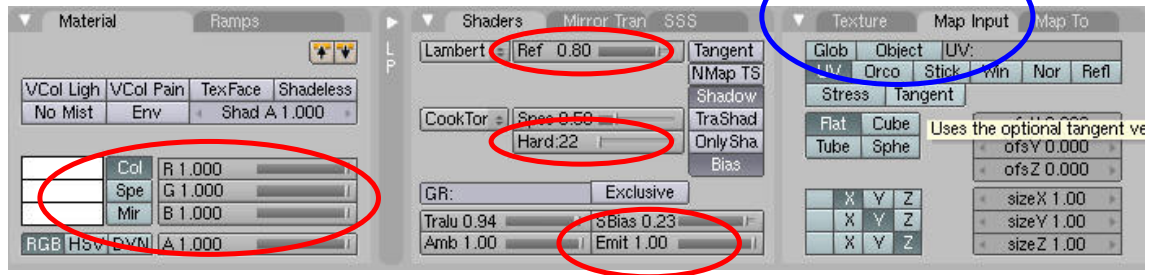 Material Ramps
VCol Ligh VCol Pain TexFace Shadeless
No Mist Env Shad A 1.000
Col R 1.000
Spe G 1.000
Mir B 1.000
RGB HSV DYN A 1.000
L
P
Shaders Mirror Tran SSS
Lambert Ref 0.80 Tangent
NMap TS
Shadow
CookTor Spec 0.50 TraShad
Hard:22 OnlySha
Bias
GR: Exclusive
Tralu 0.94 SBias 0.23
Amb 1.00 Emit 1.00
Texture Map Input Map To
Glob Object UV:
UV Orco Stick Win Nor Refl
Stress Tangent
Flat Cube
Uses the optional tangent ve
Tube Sphe ofsY 0.000
ofsZ 0.000
X Y Z sizeX 1.00
X Y Z sizeY 1.00
X Y Z sizeZ 1.00